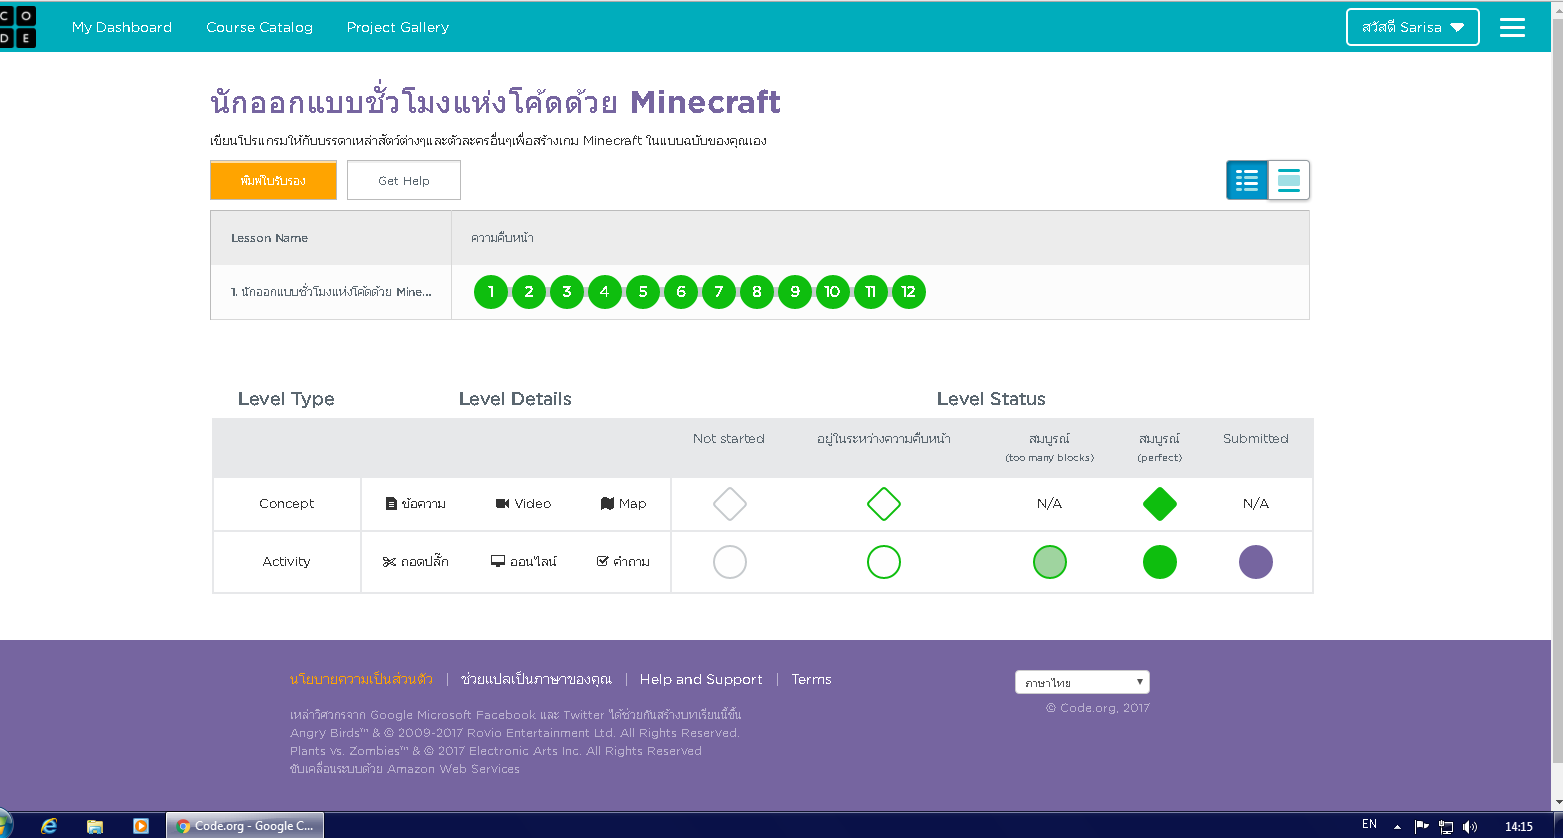 C O
D E
My Dashboard Course Catalog Project Gallery สวัสดี Sarisa
นักออกแบบชั่วโมงแห่งโค้ดด้วย Minecraft
เขียนโปรแกรมให้กับบรรดาเหล่าสัตว์ต่างๆและตัวละครอื่นๆเพื่อสร้างเกม Minecraft ในแบบฉบับของคุณเอง
พิมพ์ใบรับรอง Get Help
Lesson Name ความคืบหน้า
1. นักออกแบบชั่วโมงแห่งโค้ดด้วย Mine... 1 2 3 4 5 6 7 8 9 10 11 12
Level Type Level Details Level Status
Not started อยู่ในระหว่างความคืบหน้า สมบูรณ์ สมบูรณ์ Submitted
(too many blocks) (perfect)
Concept ข้อความ Video Map N/A N/A
Activity ถอดปลั๊ก ออนไลน์ คำถาม
นโยบายความเป็นส่วนตัว | ช่วยแปลเป็นภาษาของคุณ | Help and Support | Terms ภาษาไทย
© Code.org, 2017
เหล่าวิศวกรจาก Google Microsoft Facebook และ Twitter ได้ช่วยกันสร้างบทเรียนนี้ขึ้น
Angry Birds™ & © 2009-2017 Rovio Entertainment Ltd. All Rights Reserved.
Plants vs. Zombies™ & © 2017 Electronic Arts Inc. All Rights Reserved
ขับเคลื่อนระบบด้วย Amazon Web Services
Code.org - Google C... EN 14:15